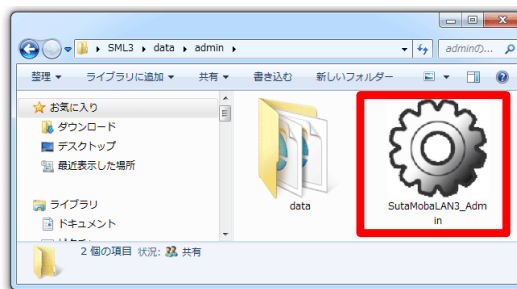 SML3 ▸ data ▸ admin ▸
adminの...
整理 ▼ ライブラリに追加 ▼ 共有 ▼ 書き込む 新しいフォルダー
お気に入り
ダウンロード
デスクトップ
最近表示した場所
ライブラリ
ドキュメント
data
SutaMobaLAN3_Adm
in
2 個の項目 状況: 共有